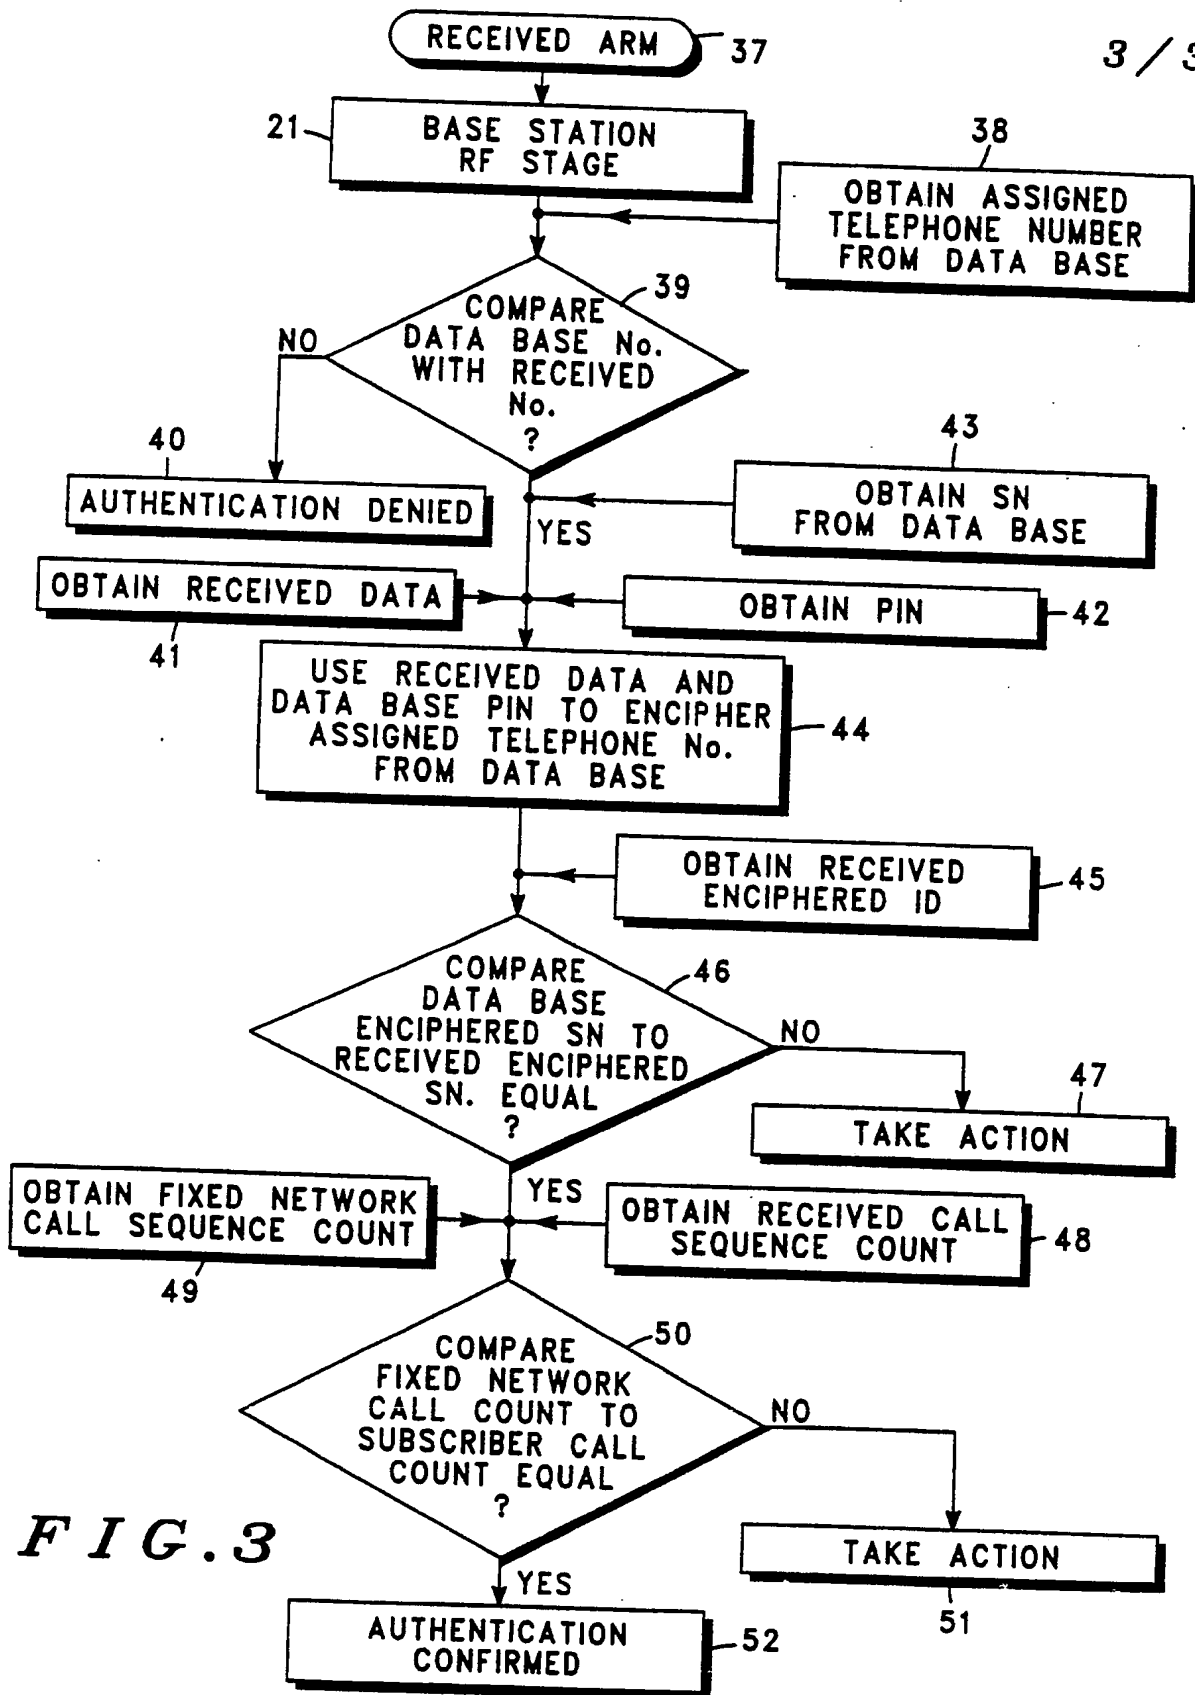 RECEIVED ARM
37
3/3
21
BASE STATION
RF STAGE
38
OBTAIN ASSIGNED
TELEPHONE NUMBER
FROM DATA BASE
39
COMPARE
DATA BASE No.
WITH RECEIVED
No.
?
NO
40
AUTHENTICATION DENIED
43
OBTAIN SN
FROM DATA BASE
YES
OBTAIN RECEIVED DATA
41
OBTAIN PIN
42
USE RECEIVED DATA AND
DATA BASE PIN TO ENCIPHER
ASSIGNED TELEPHONE No.
FROM DATA BASE
44
OBTAIN RECEIVED
ENCIPHERED ID
45
COMPARE
DATA BASE
ENCIPHERED SN TO
RECEIVED ENCIPHERED
SN. EQUAL
?
46
NO
47
TAKE ACTION
YES
OBTAIN FIXED NETWORK
CALL SEQUENCE COUNT
49
OBTAIN RECEIVED CALL
SEQUENCE COUNT
48
COMPARE
FIXED NETWORK
CALL COUNT TO
SUBSCRIBER CALL
COUNT EQUAL
?
50
NO
TAKE ACTION
51
YES
AUTHENTICATION
CONFIRMED
52
FIG.3